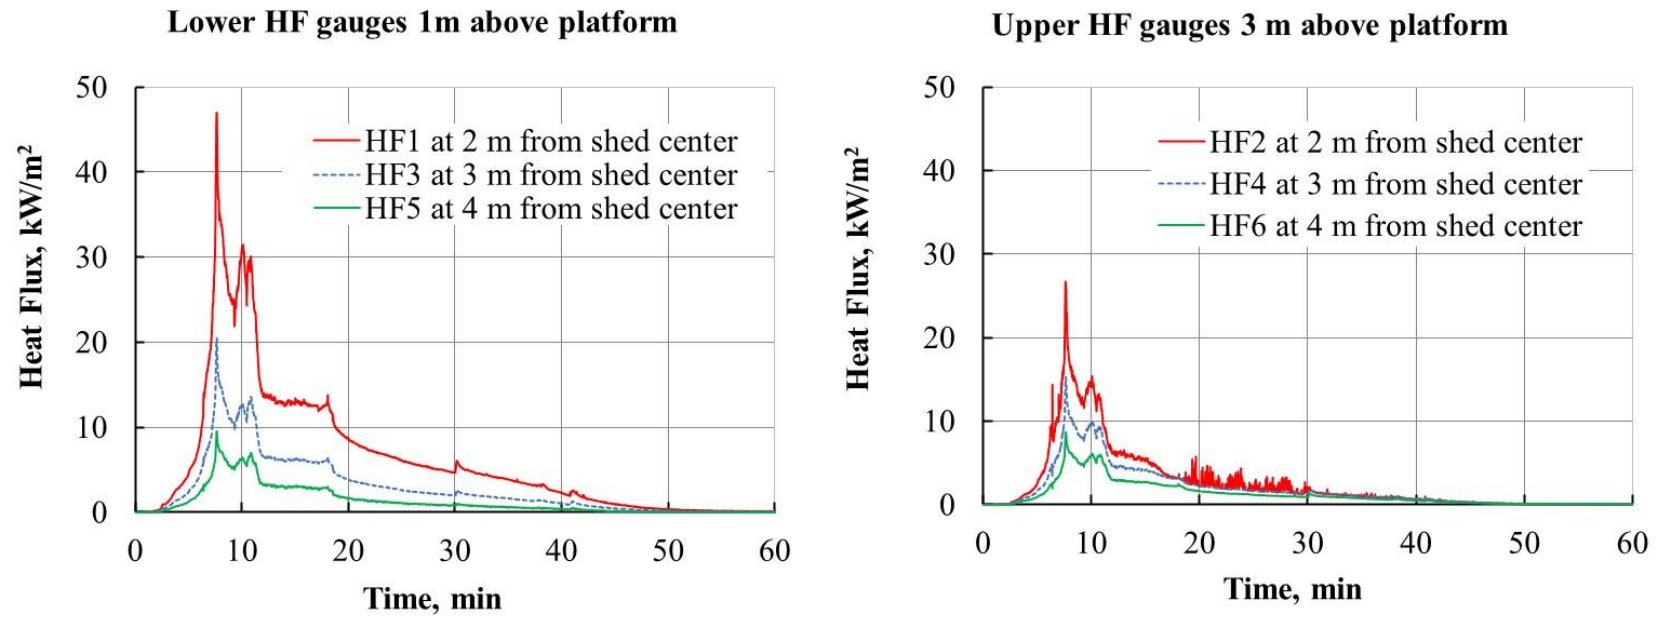 Lower HF gauges 1m above platform
50
40
30
20
10
0
Heat Flux, kW/m²
HF1 at 2 m from shed center
HF3 at 3 m from shed center
HF5 at 4 m from shed center
0 10 20 30 40 50 60
Time, min
Upper HF gauges 3 m above platform
50
40
30
20
10
0
Heat Flux, kW/m²
HF2 at 2 m from shed center
HF4 at 3 m from shed center
HF6 at 4 m from shed center
0 10 20 30 40 50 60
Time, min